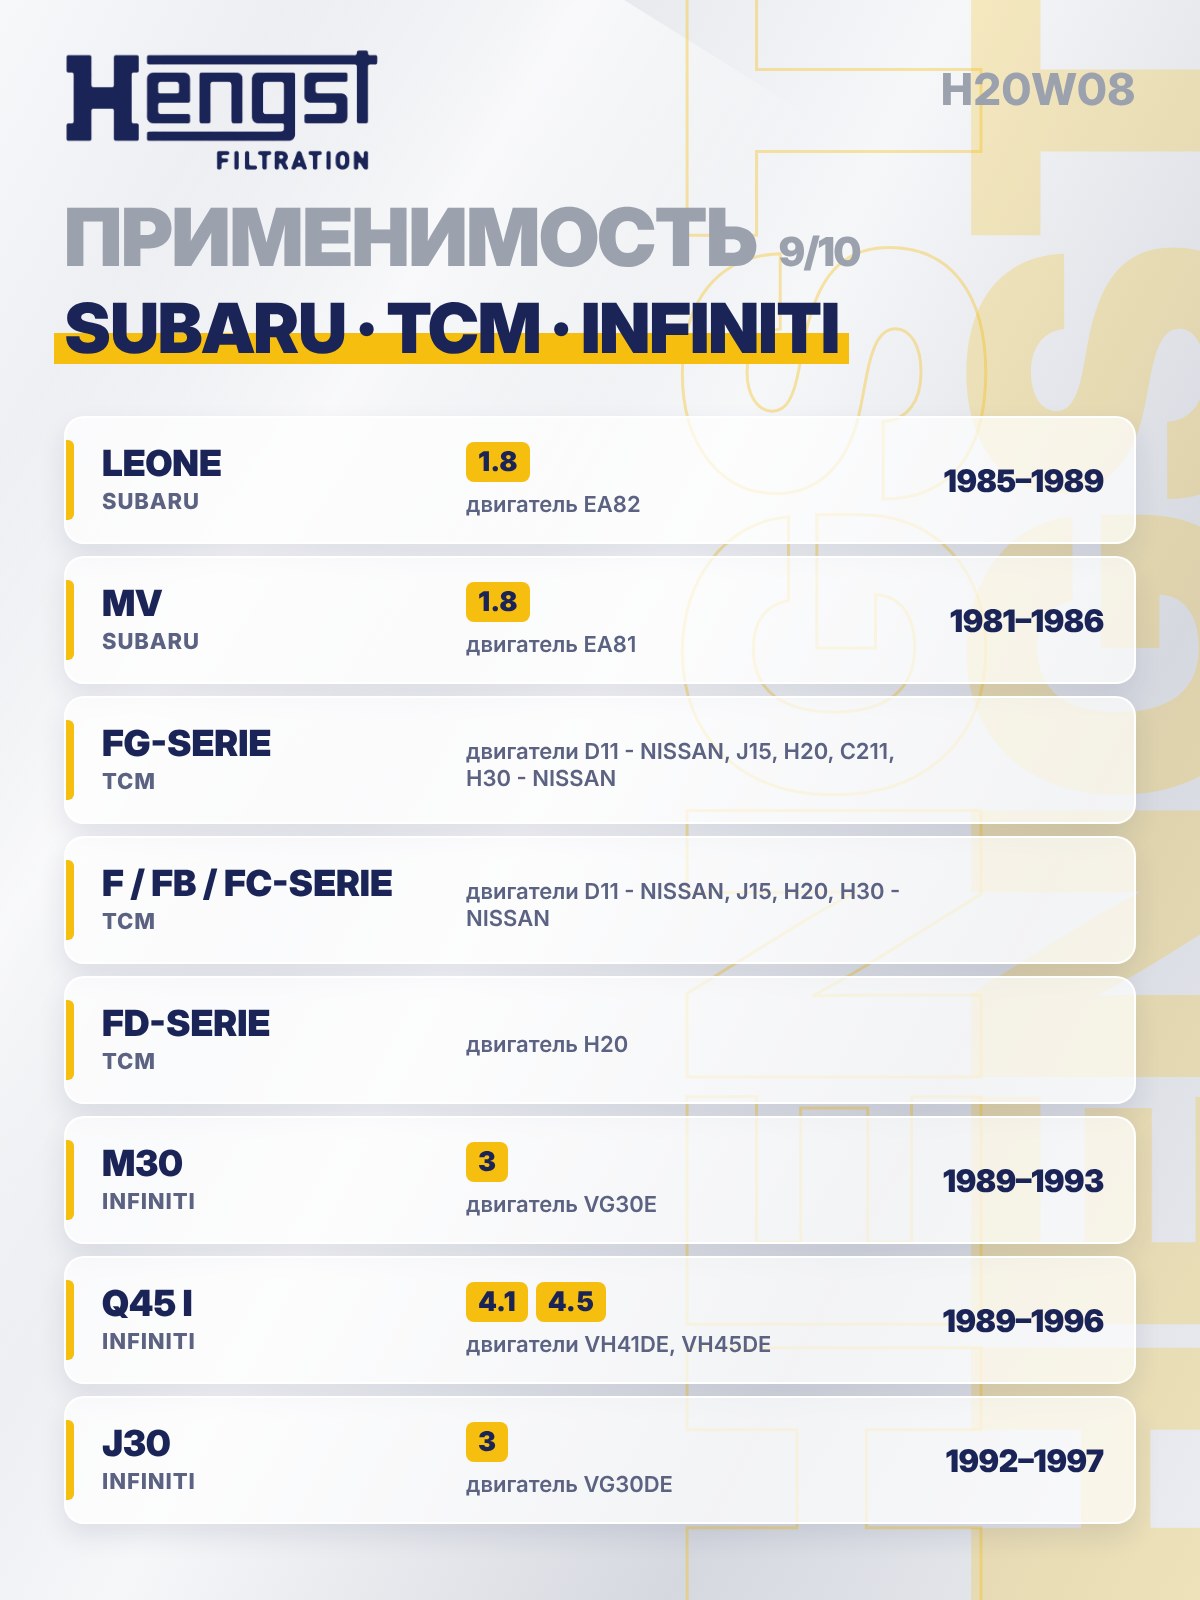 Hengst
FILTRATION
H20W08
ПРИМЕНИМОСТЬ 9/10
SUBARU · TCM · INFINITI
LEONE
SUBARU
1.8
двигатель EA82
1985–1989
MV
SUBARU
1.8
двигатель EA81
1981–1986
FG-SERIE
TCM
двигатели D11 - NISSAN, J15, H20, C211,
H30 - NISSAN
F / FB / FC-SERIE
TCM
двигатели D11 - NISSAN, J15, H20, H30 -
NISSAN
FD-SERIE
TCM
двигатель H20
M30
INFINITI
3
двигатель VG30E
1989–1993
Q45 I
INFINITI
4.1 4.5
двигатели VH41DE, VH45DE
1989–1996
J30
INFINITI
3
двигатель VG30DE
1992–1997
HENGST
HENGST